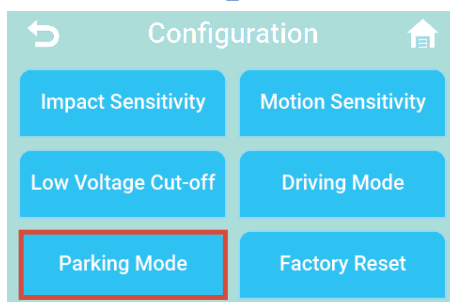 Configuration
Impact Sensitivity
Motion Sensitivity
Low Voltage Cut-off
Driving Mode
Parking Mode
Factory Reset